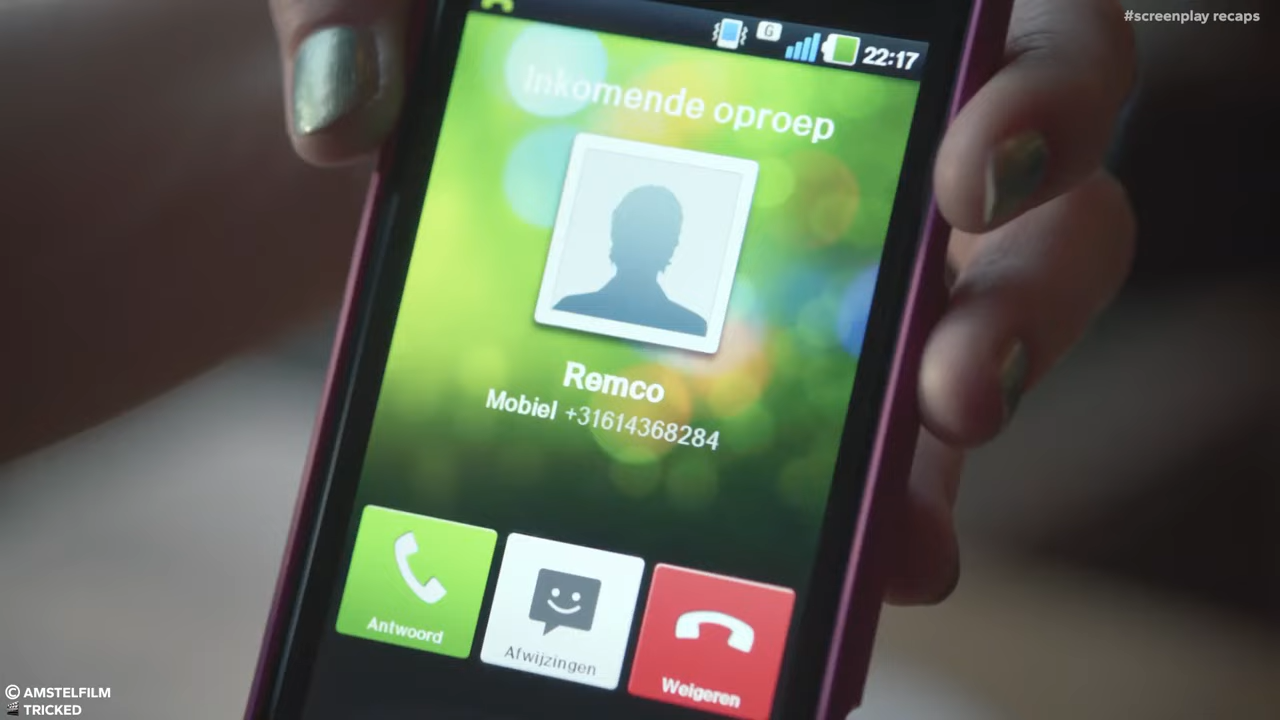 #screenplay recaps
G
22:17
Inkomende oproep
Remco
Mobiel +31614368284
Antwoord
Afwijzingen
Weigeren
© AMSTELFILM
TRICKED